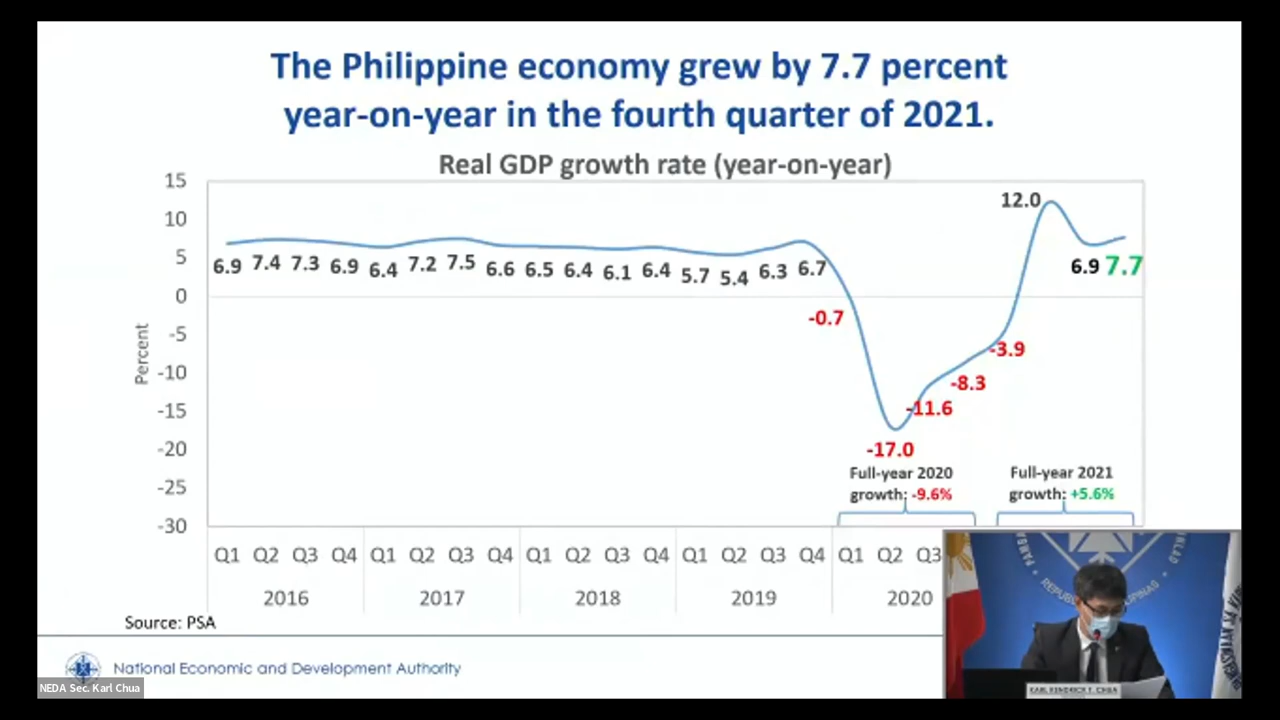 The Philippine economy grew by 7.7 percent
year-on-year in the fourth quarter of 2021.
Real GDP growth rate (year-on-year)
15
10
5
0
-5
-10
-15
-20
-25
-30
Percent
6.9 7.4 7.3 6.9 6.4 7.2 7.5 6.6 6.5 6.4 6.1 6.4 5.7 5.4 6.3 6.7
-0.7
-17.0
-11.6
-8.3
-3.9
12.0
6.9 7.7
Full-year 2020
growth: -9.6%
Full-year 2021
growth: +5.6%
Q1 Q2 Q3 Q4 Q1 Q2 Q3 Q4 Q1 Q2 Q3 Q4 Q1 Q2 Q3 Q4 Q1 Q2 Q3
2016 2017 2018 2019 2020
Source: PSA
National Economic and Development Authority
NEDA Sec. Karl Chua
KARL KENDRICK T. CHUA